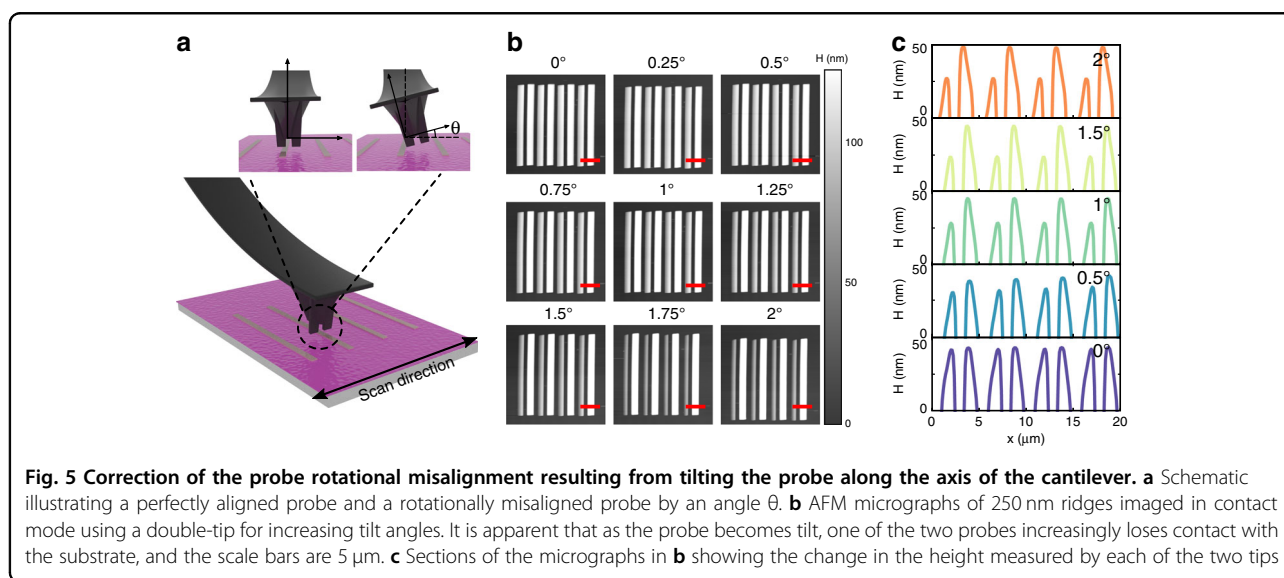 a
θ
Scan direction
b
H (nm)
0°
0.25°
0.5°
0.75°
1°
1.25°
1.5°
1.75°
2°
100
50
0
c
50
H (nm)
0
2°
50
H (nm)
0
1.5°
50
H (nm)
0
1°
50
H (nm)
0
0.5°
50
H (nm)
0
0°
0
5
10
15
20
x (μm)
Fig. 5 Correction of the probe rotational misalignment resulting from tilting the probe along the axis of the cantilever. a Schematic
illustrating a perfectly aligned probe and a rotationally misaligned probe by an angle θ. b AFM micrographs of 250 nm ridges imaged in contact
mode using a double-tip for increasing tilt angles. It is apparent that as the probe becomes tilt, one of the two probes increasingly loses contact with
the substrate, and the scale bars are 5 μm. c Sections of the micrographs in b showing the change in the height measured by each of the two tips